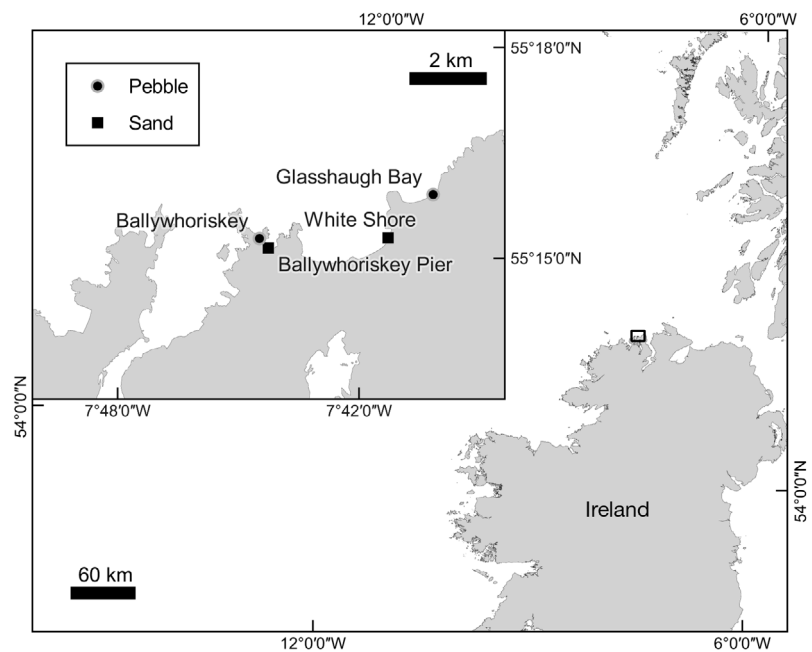 12°0′0″W
6°0′0″W
55°18′0″N
2 km
Pebble
Sand
Glasshaugh Bay
White Shore
Ballywhoriskey
55°15′0″N
Ballywhoriskey Pier
54°0′0″N
7°48′0″W
7°42′0″W
54°0′0″N
Ireland
60 km
12°0′0″W
6°0′0″W